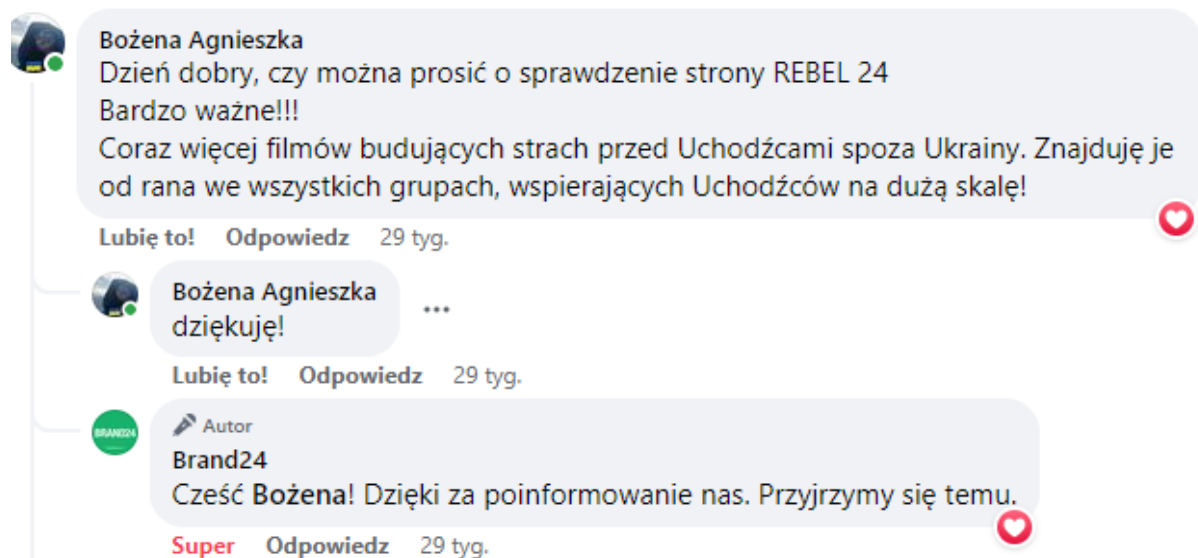 Bożena Agnieszka
Dzień dobry, czy można prosić o sprawdzenie strony REBEL 24
Bardzo ważne!!!
Coraz więcej filmów budujących strach przed Uchodźcami spoza Ukrainy. Znajduję je
od rana we wszystkich grupach, wspierających Uchodźców na dużą skalę!
Lubię to! Odpowiedz 29 tyg.
Bożena Agnieszka
dziękuję!
Lubię to! Odpowiedz 29 tyg.
BRAND24
Autor
Brand24
Cześć Bożena! Dzięki za poinformowanie nas. Przyjrzymy się temu.
Super Odpowiedz 29 tyg.